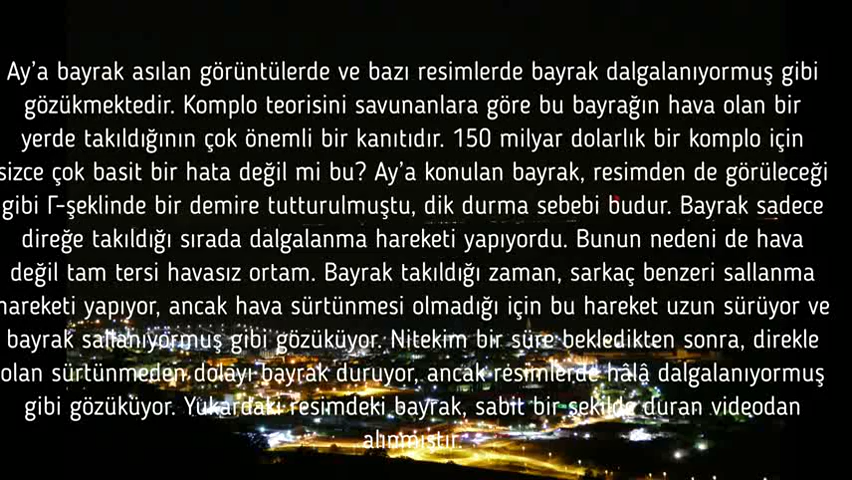 Ay'a bayrak asılan görüntülerde ve bazı resimlerde bayrak dalgalanıyormuş gibi
gözükmektedir. Komplo teorisini savunanlara göre bu bayrağın hava olan bir
yerde takıldığının çok önemli bir kanıtıdır. 150 milyar dolarlık bir komplo için
sizce çok basit bir hata değil mi bu? Ay'a konulan bayrak, resimden de görüleceği
gibi Γ-şeklinde bir demire tutturulmuştu, dik durma sebebi budur. Bayrak sadece
direğe takıldığı sırada dalgalanma hareketi yapıyordu. Bunun nedeni de hava
değil tam tersi havasız ortam. Bayrak takıldığı zaman, sarkaç benzeri sallanma
hareketi yapıyor, ancak hava sürtünmesi olmadığı için bu hareket uzun sürüyor ve
bayrak sallanıyormuş gibi gözüküyor. Nitekim bir süre bekledikten sonra, direkle
olan sürtünmeden dolayı bayrak duruyor, ancak resimlerde hâlâ dalgalanıyormuş
gibi gözüküyor. Yukardaki resimdeki bayrak, sabit bir şekilde duran videodan
alınmıştır.